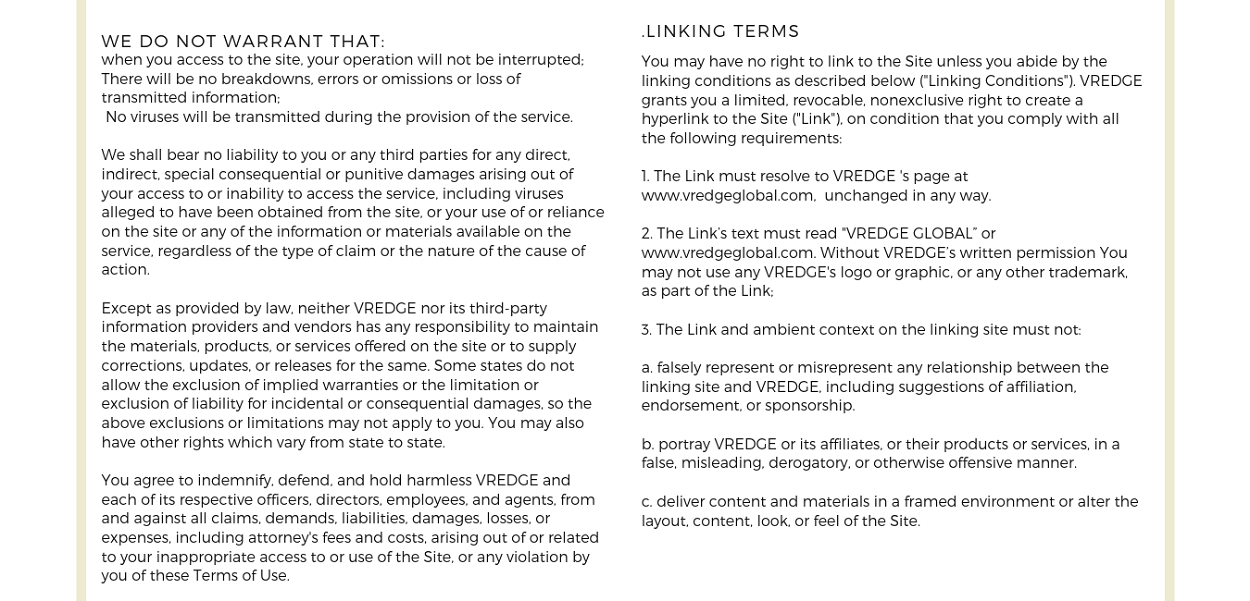 WE DO NOT WARRANT THAT:
when you access to the site, your operation will not be interrupted;
There will be no breakdowns, errors or omissions or loss of
transmitted information;
No viruses will be transmitted during the provision of the service.
We shall bear no liability to you or any third parties for any direct,
indirect, special consequential or punitive damages arising out of
your access to or inability to access the service, including viruses
alleged to have been obtained from the site, or your use of or reliance
on the site or any of the information or materials available on the
service, regardless of the type of claim or the nature of the cause of
action.
Except as provided by law, neither VREDGE nor its third-party
information providers and vendors has any responsibility to maintain
the materials, products, or services offered on the site or to supply
corrections, updates, or releases for the same. Some states do not
allow the exclusion of implied warranties or the limitation or
exclusion of liability for incidental or consequential damages, so the
above exclusions or limitations may not apply to you. You may also
have other rights which vary from state to state.
You agree to indemnify, defend, and hold harmless VREDGE and
each of its respective officers, directors, employees, and agents, from
and against all claims, demands, liabilities, damages, losses, or
expenses, including attorney's fees and costs, arising out of or related
to your inappropriate access to or use of the Site, or any violation by
you of these Terms of Use.
.LINKING TERMS
You may have no right to link to the Site unless you abide by the
linking conditions as described below ("Linking Conditions"). VREDGE
grants you a limited, revocable, nonexclusive right to create a
hyperlink to the Site ("Link"), on condition that you comply with all
the following requirements:
1. The Link must resolve to VREDGE 's page at
www.vredgeglobal.com,  unchanged in any way.
2. The Link's text must read "VREDGE GLOBAL" or
www.vredgeglobal.com. Without VREDGE's written permission You
may not use any VREDGE's logo or graphic, or any other trademark,
as part of the Link;
3. The Link and ambient context on the linking site must not:
a. falsely represent or misrepresent any relationship between the
linking site and VREDGE, including suggestions of affiliation,
endorsement, or sponsorship.
b. portray VREDGE or its affiliates, or their products or services, in a
false, misleading, derogatory, or otherwise offensive manner.
c. deliver content and materials in a framed environment or alter the
layout, content, look, or feel of the Site.